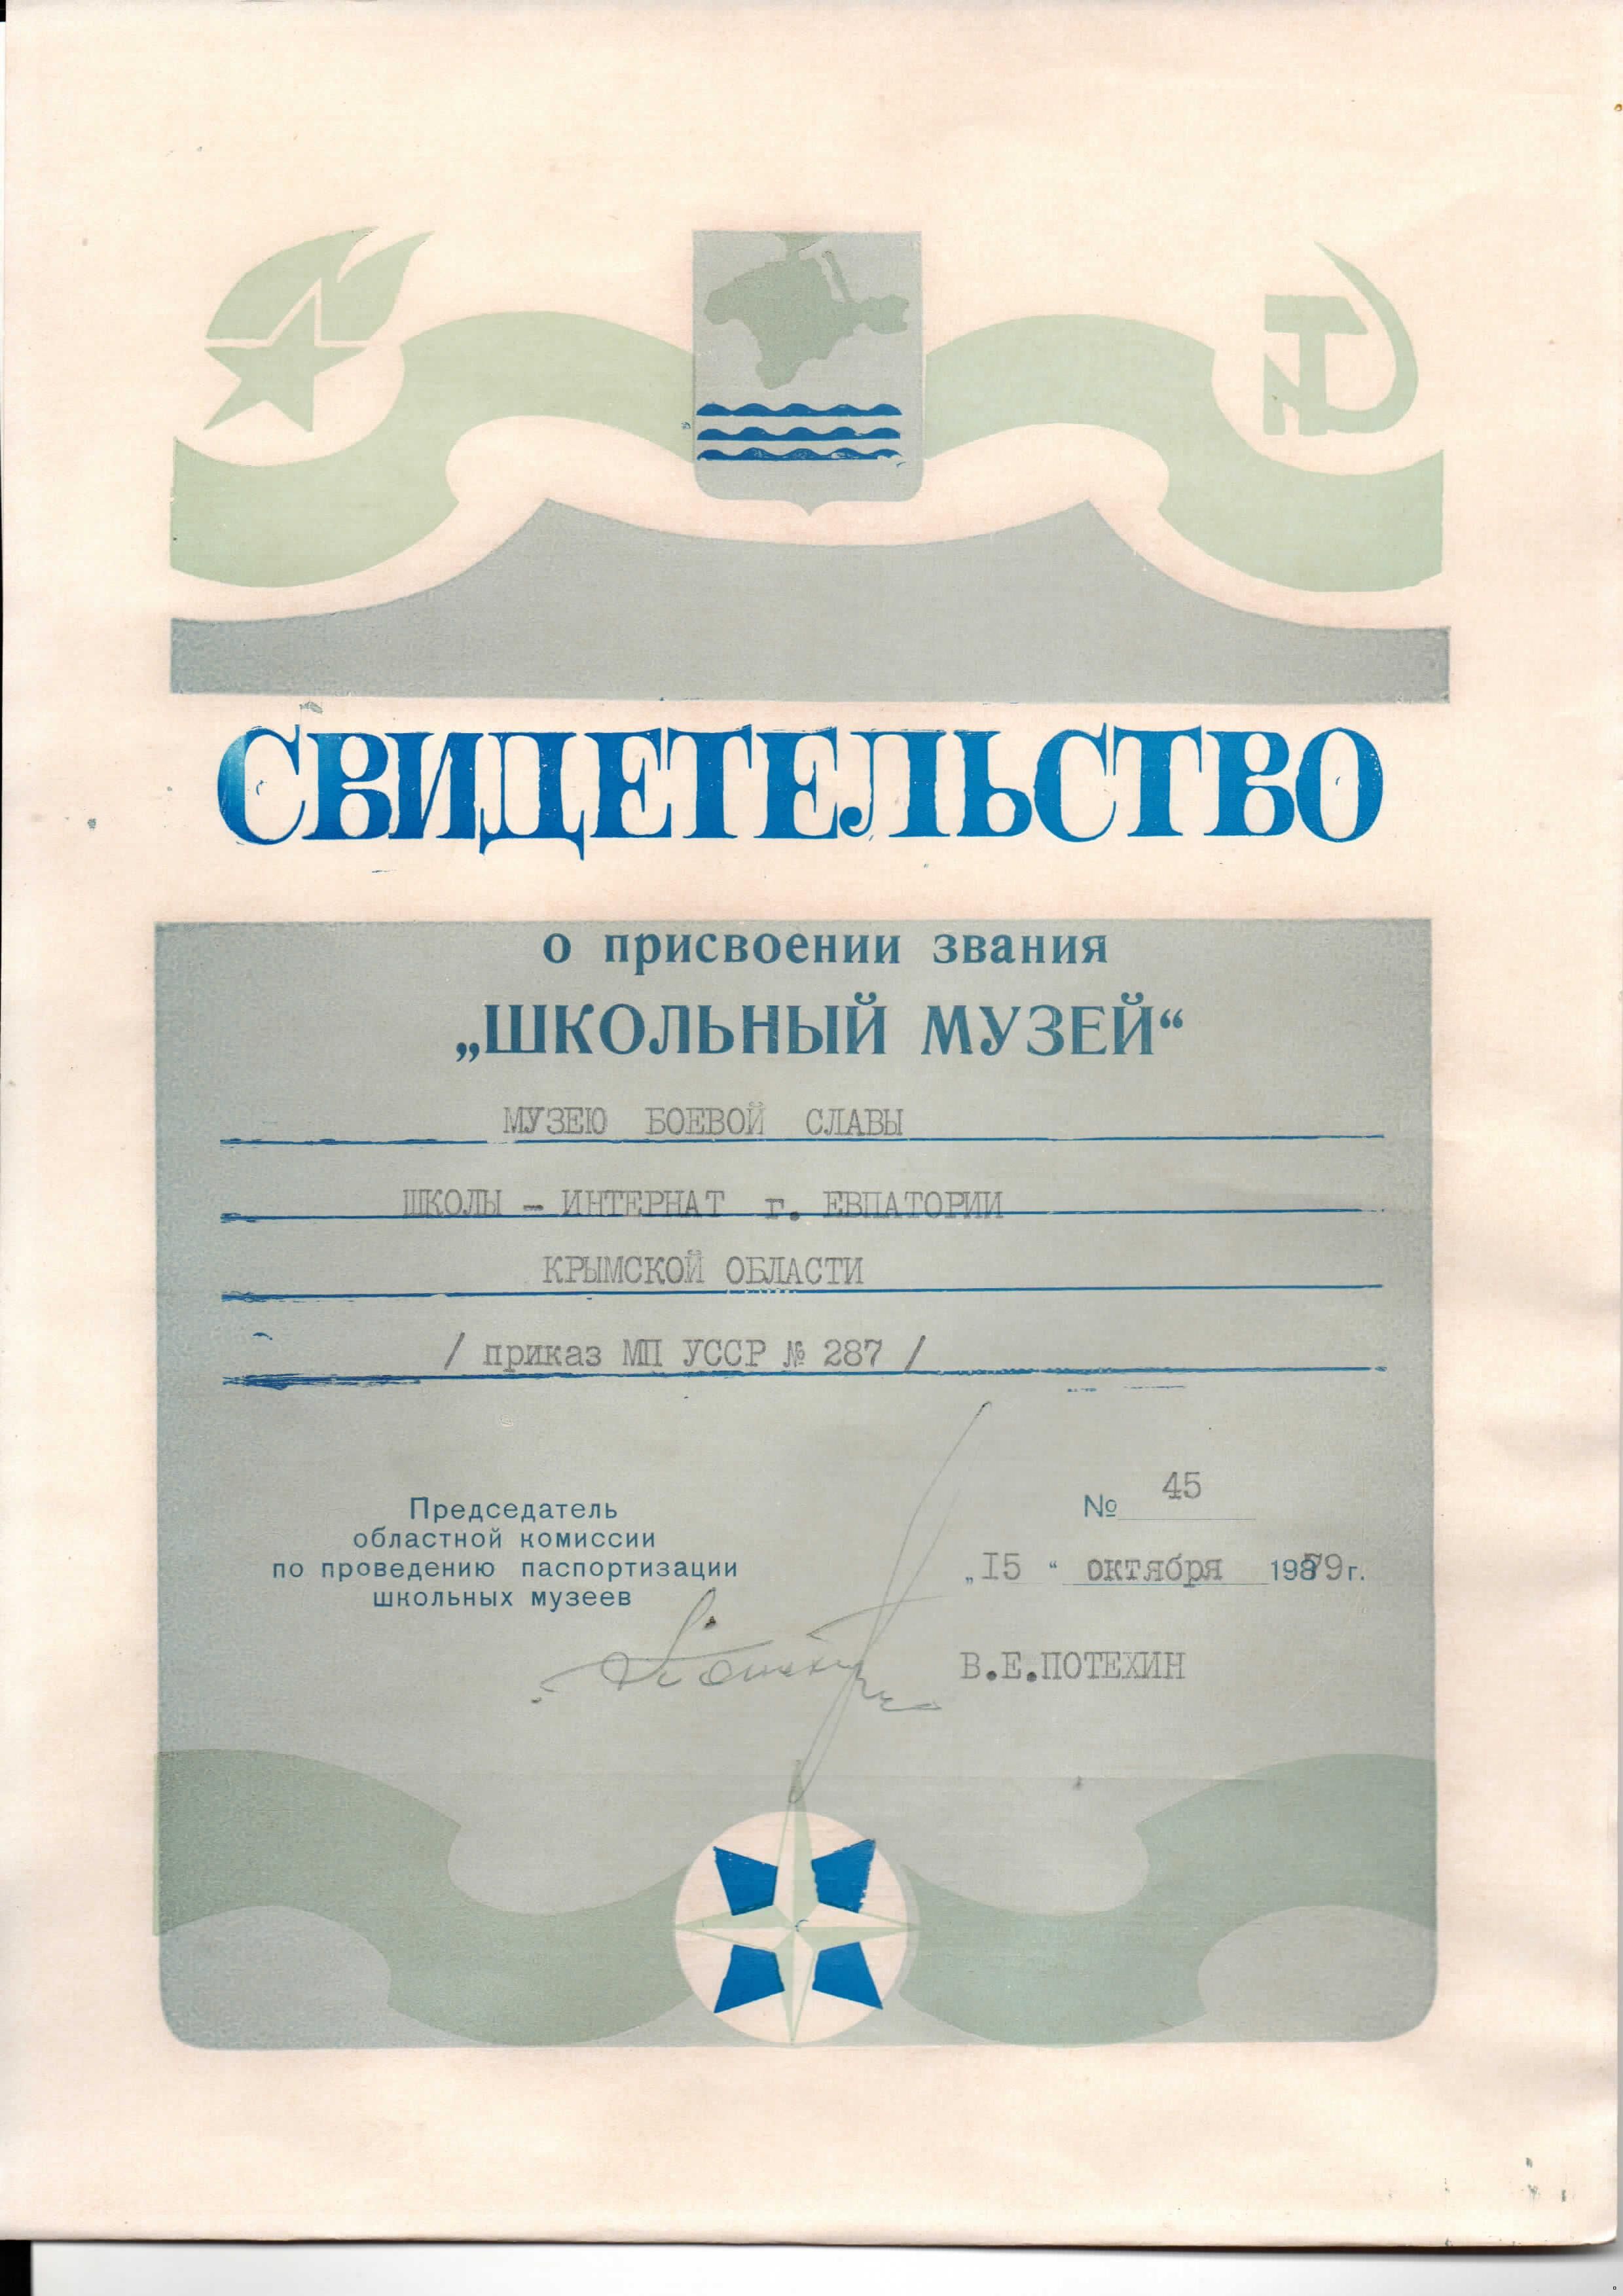 СВИДЕТЕЛЬСТВО
о присвоении звания
„ШКОЛЬНЫЙ МУЗЕЙ“
МУЗЕЮ БОЕВОЙ СЛАВЫ
ШКОЛЫ - ИНТЕРНАТ г. ЕВПАТОРИИ
КРЫМСКОЙ ОБЛАСТИ
/ приказ МП УССР № 287 /
Председатель
областной комиссии
по проведению паспортизации
школьных музеев
№ 45
„I5“ октября 1979г.
В.Е.ПОТЕХИН